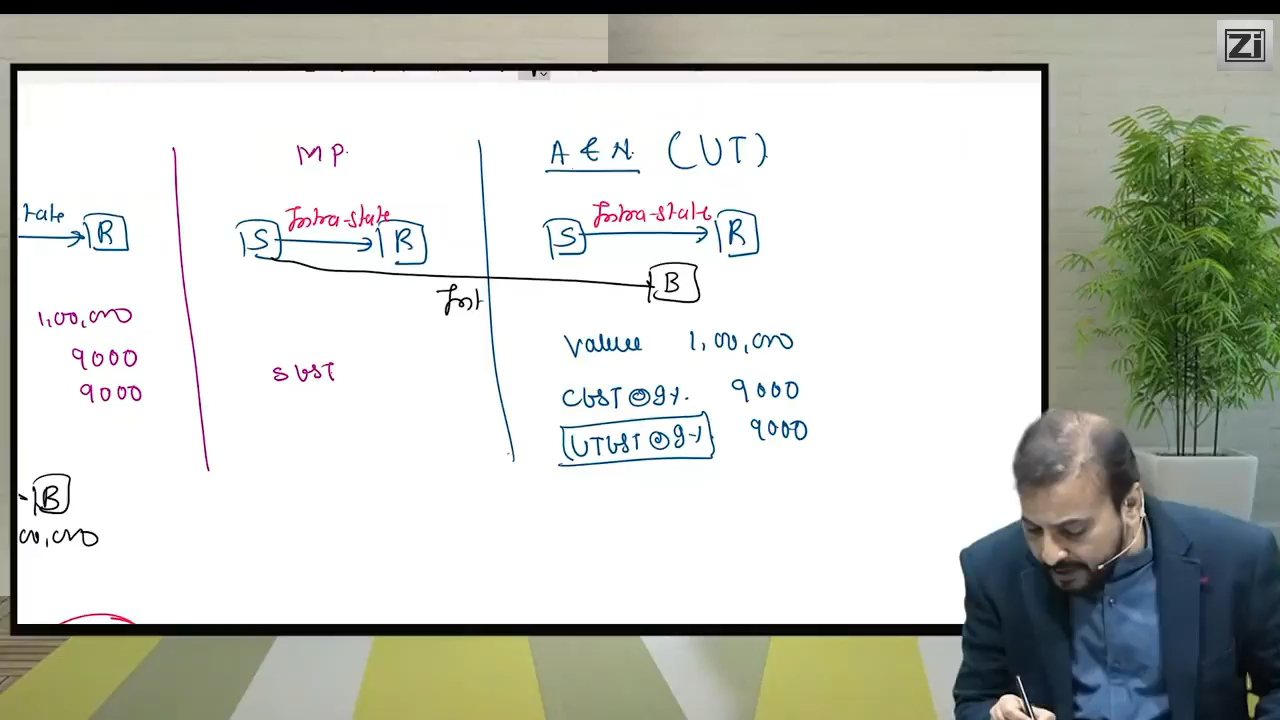 Zi
MP.
A & N. (UT)
tate
R
Intra-state
S
R
Intra-state
S
R
B
Inst
1,00,000
9000
9000
SGST
Value 1,00,000
CGST @ 9%. 9000
UTGST @ 9% 9000
B
00,000